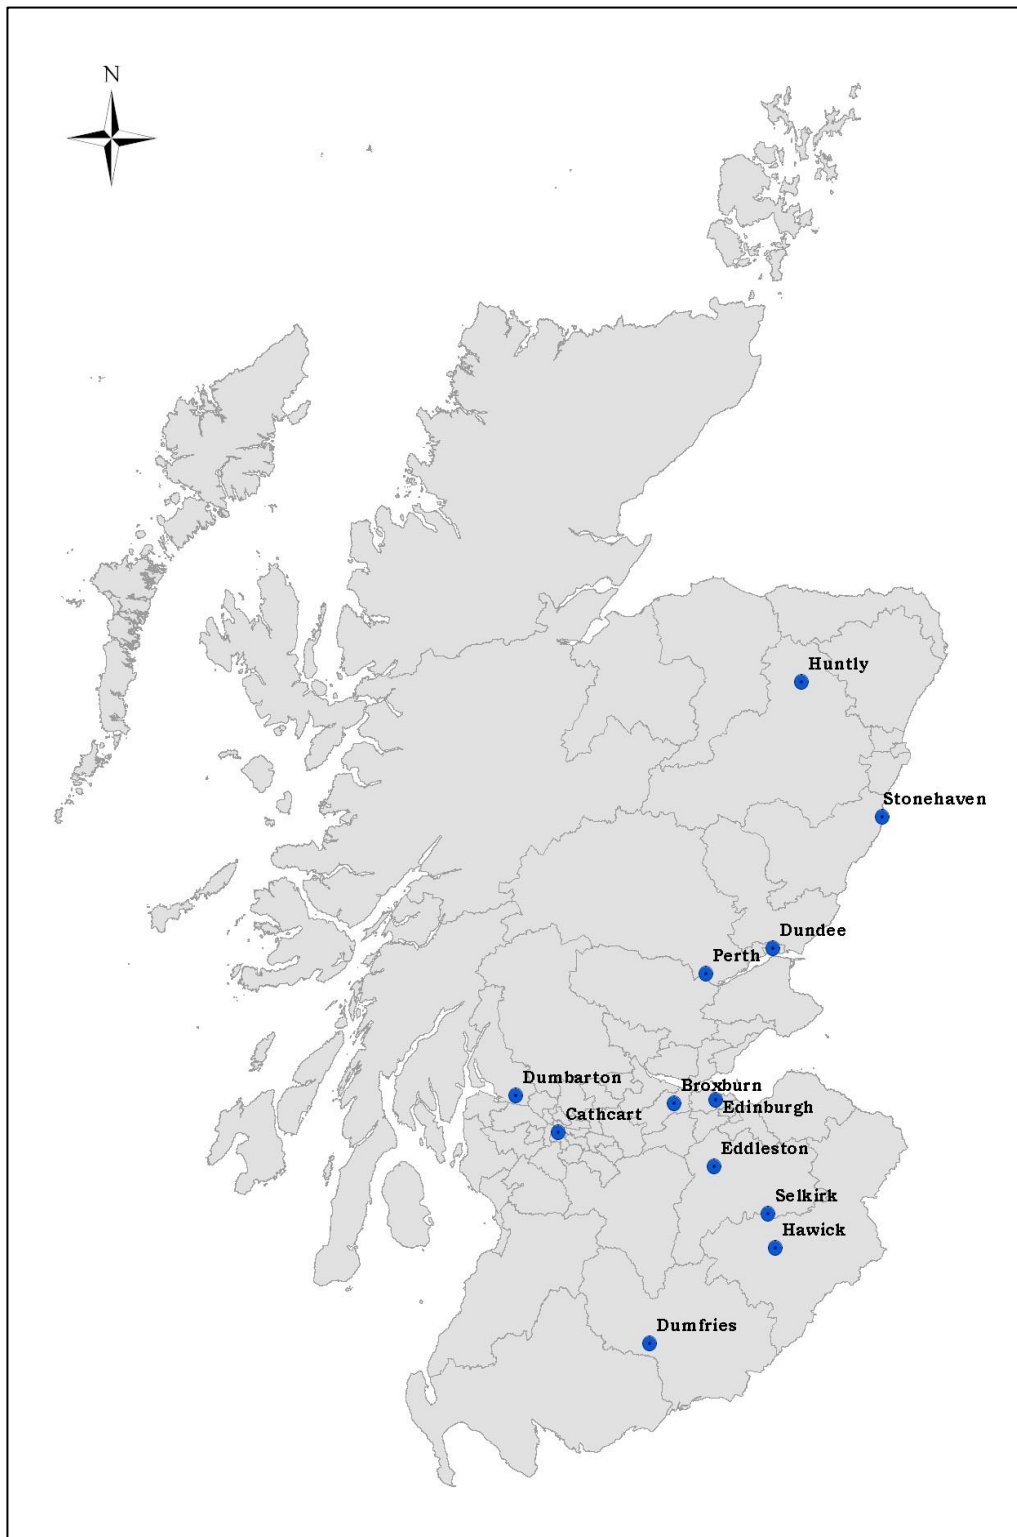 N
Huntly
Stonehaven
Dundee
Perth
Dumbarton
Broxburn
Edinburgh
Cathcart
Eddleston
Selkirk
Hawick
Dumfries